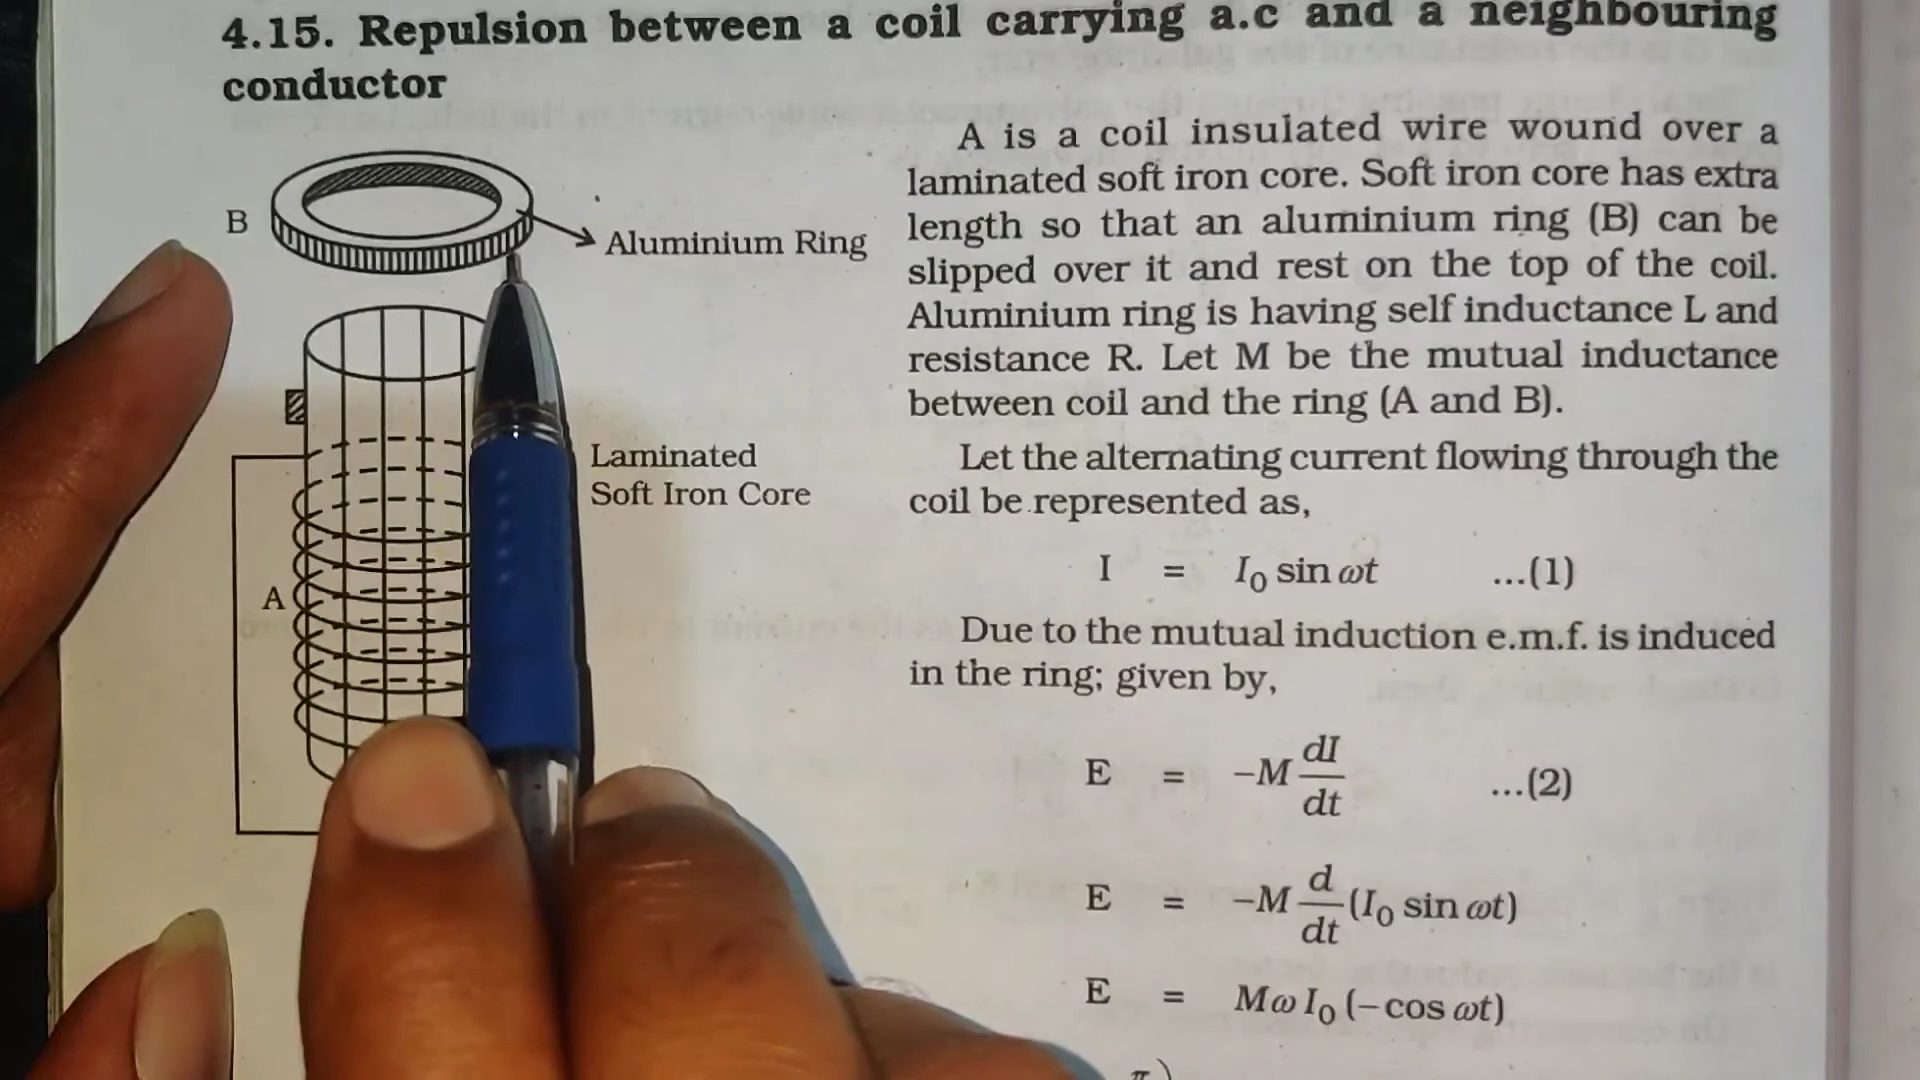 4.15. Repulsion between a coil carrying a.c and a neighbouring
conductor
B
Aluminium Ring
Laminated
Soft Iron Core
A
A is a coil insulated wire wound over a
laminated soft iron core. Soft iron core has extra
length so that an aluminium ring (B) can be
slipped over it and rest on the top of the coil.
Aluminium ring is having self inductance L and
resistance R. Let M be the mutual inductance
between coil and the ring (A and B).
Let the alternating current flowing through the
coil be represented as,
I = I₀ sin ωt ...(1)
Due to the mutual induction e.m.f. is induced
in the ring; given by,
E = -M dI/dt ...(2)
E = -M d/dt (I₀ sin ωt)
E = Mω I₀ (-cos ωt)
π)